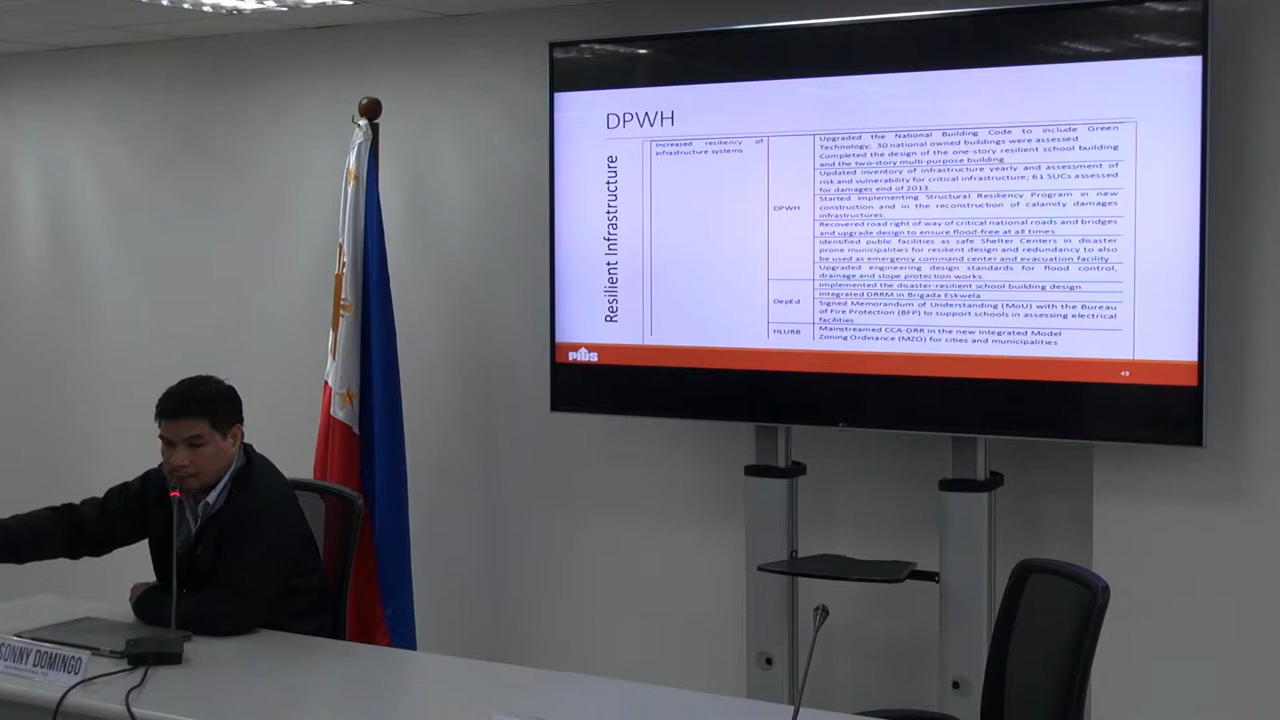 DPWH
Resilient Infrastructure
Increased resiliency of
infrastructure systems
DPWH
Upgraded the National Building Code to include Green
Technology; 30 national owned buildings were assessed
Completed the design of the one-story resilient school building
and the two-story multi-purpose building
Updated inventory of infrastructure yearly and assessment of
risk and vulnerability for critical infrastructure; 61 SUCs assessed
for damages end of 2013.
Started implementing Structural Resiliency Program in new
construction and in the reconstruction of calamity damages
infrastructures.
Recovered road right of way of critical national roads and bridges
and upgrade design to ensure flood-free at all times
Identified public facilities as safe Shelter Centers in disaster
prone municipalities for resilient design and redundancy to also
be used as emergency command center and evacuation facility
Upgraded engineering design standards for flood control,
drainage and slope protection works.
DepEd
Implemented the disaster-resilient school building design
Integrated DRRM in Brigada Eskwela
Signed Memorandum of Understanding (MoU) with the Bureau
of Fire Protection (BFP) to support schools in assessing electrical
facilities
HLURB
Mainstreamed CCA-DRR in the new Integrated Model
Zoning Ordinance (MZO) for cities and municipalities
PIDS
49
SONNY DOMINGO